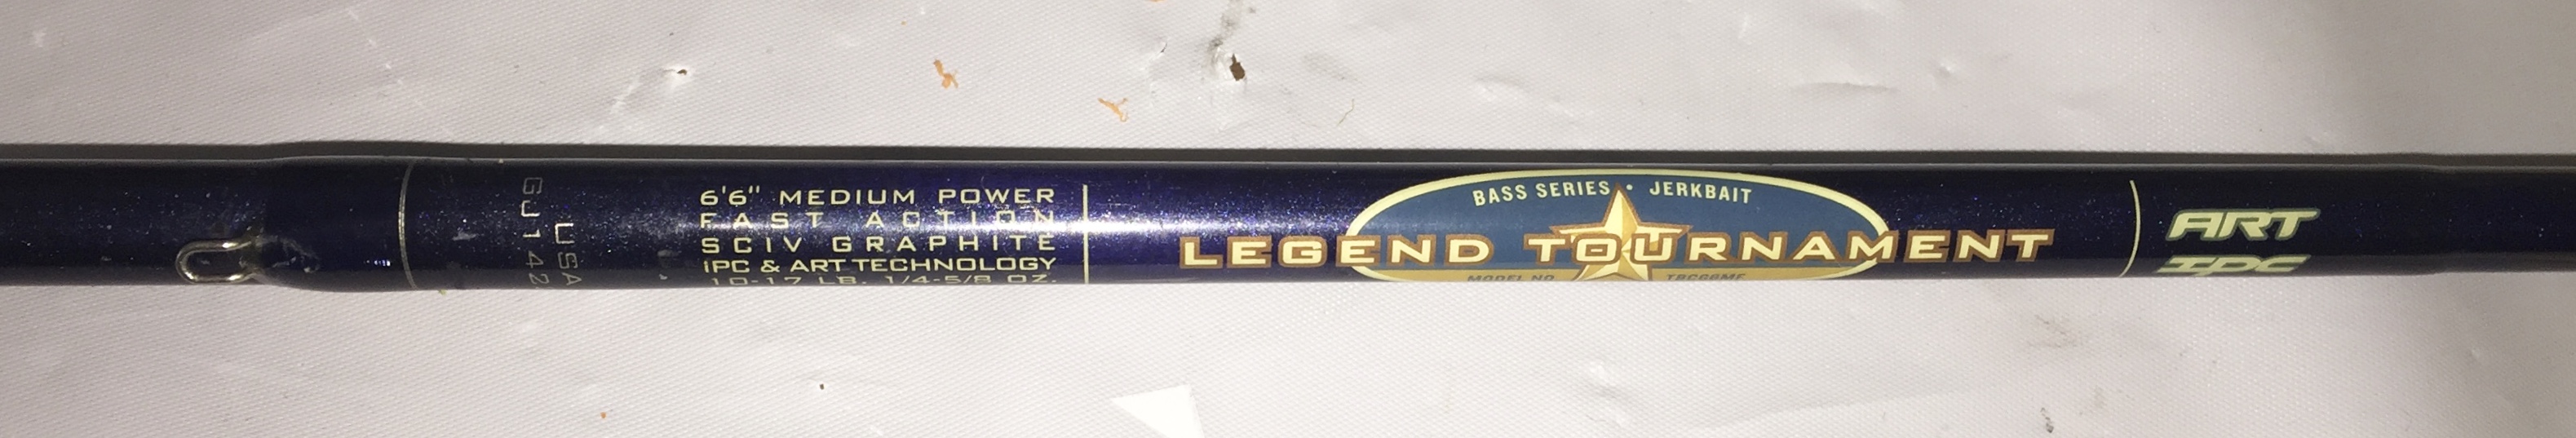 GJ142
USA
6'6" MEDIUM POWER
FAST ACTION
SCIV GRAPHITE
IPC & ART TECHNOLOGY
10-17 LB. 1/4-5/8 OZ.
BASS SERIES • JERKBAIT
LEGEND TOURNAMENT
MODEL NO. TBC66MF
ART
IPC